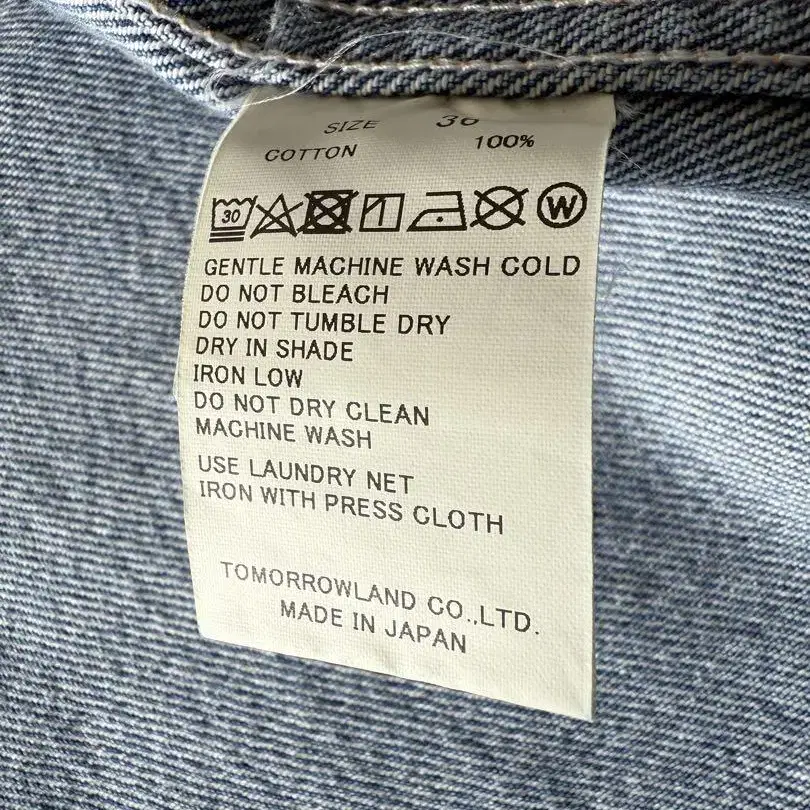 SIZE 36
COTTON 100%
30 W
GENTLE MACHINE WASH COLD
DO NOT BLEACH
DO NOT TUMBLE DRY
DRY IN SHADE
IRON LOW
DO NOT DRY CLEAN
MACHINE WASH
USE LAUNDRY NET
IRON WITH PRESS CLOTH
TOMORROWLAND CO.,LTD.
MADE IN JAPAN